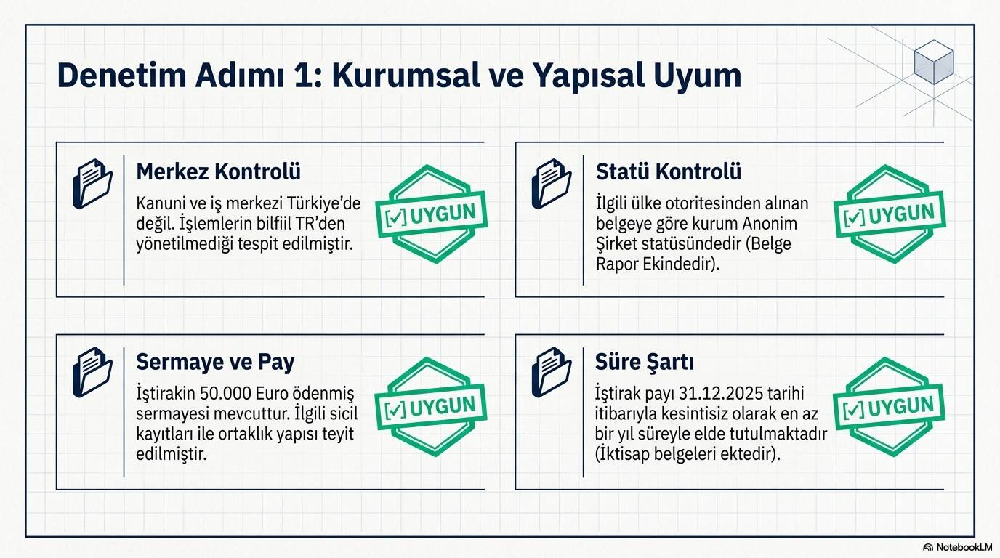 Denetim Adımı 1: Kurumsal ve Yapısal Uyum
Merkez Kontrolü
Kanuni ve iş merkezi Türkiye’de
değil. İşlemlerin bilfiil TR’den
yönetilmediği tespit edilmiştir.
UYGUN
Statü Kontrolü
İlgili ülke otoritesinden alınan
belgeye göre kurum Anonim
Şirket statüsündedir (Belge
Rapor Ekindedir).
UYGUN
Sermaye ve Pay
İştirakin 50.000 Euro ödenmiş
sermayesi mevcuttur. İlgili sicil
kayıtları ile ortaklık yapısı teyit
edilmiştir.
UYGUN
Süre Şartı
İştirak payı 31.12.2025 tarihi
itibarıyla kesintisiz olarak en az
bir yıl süreyle elde tutulmaktadır
(İktisap belgeleri ektedir).
UYGUN
NotebookLM